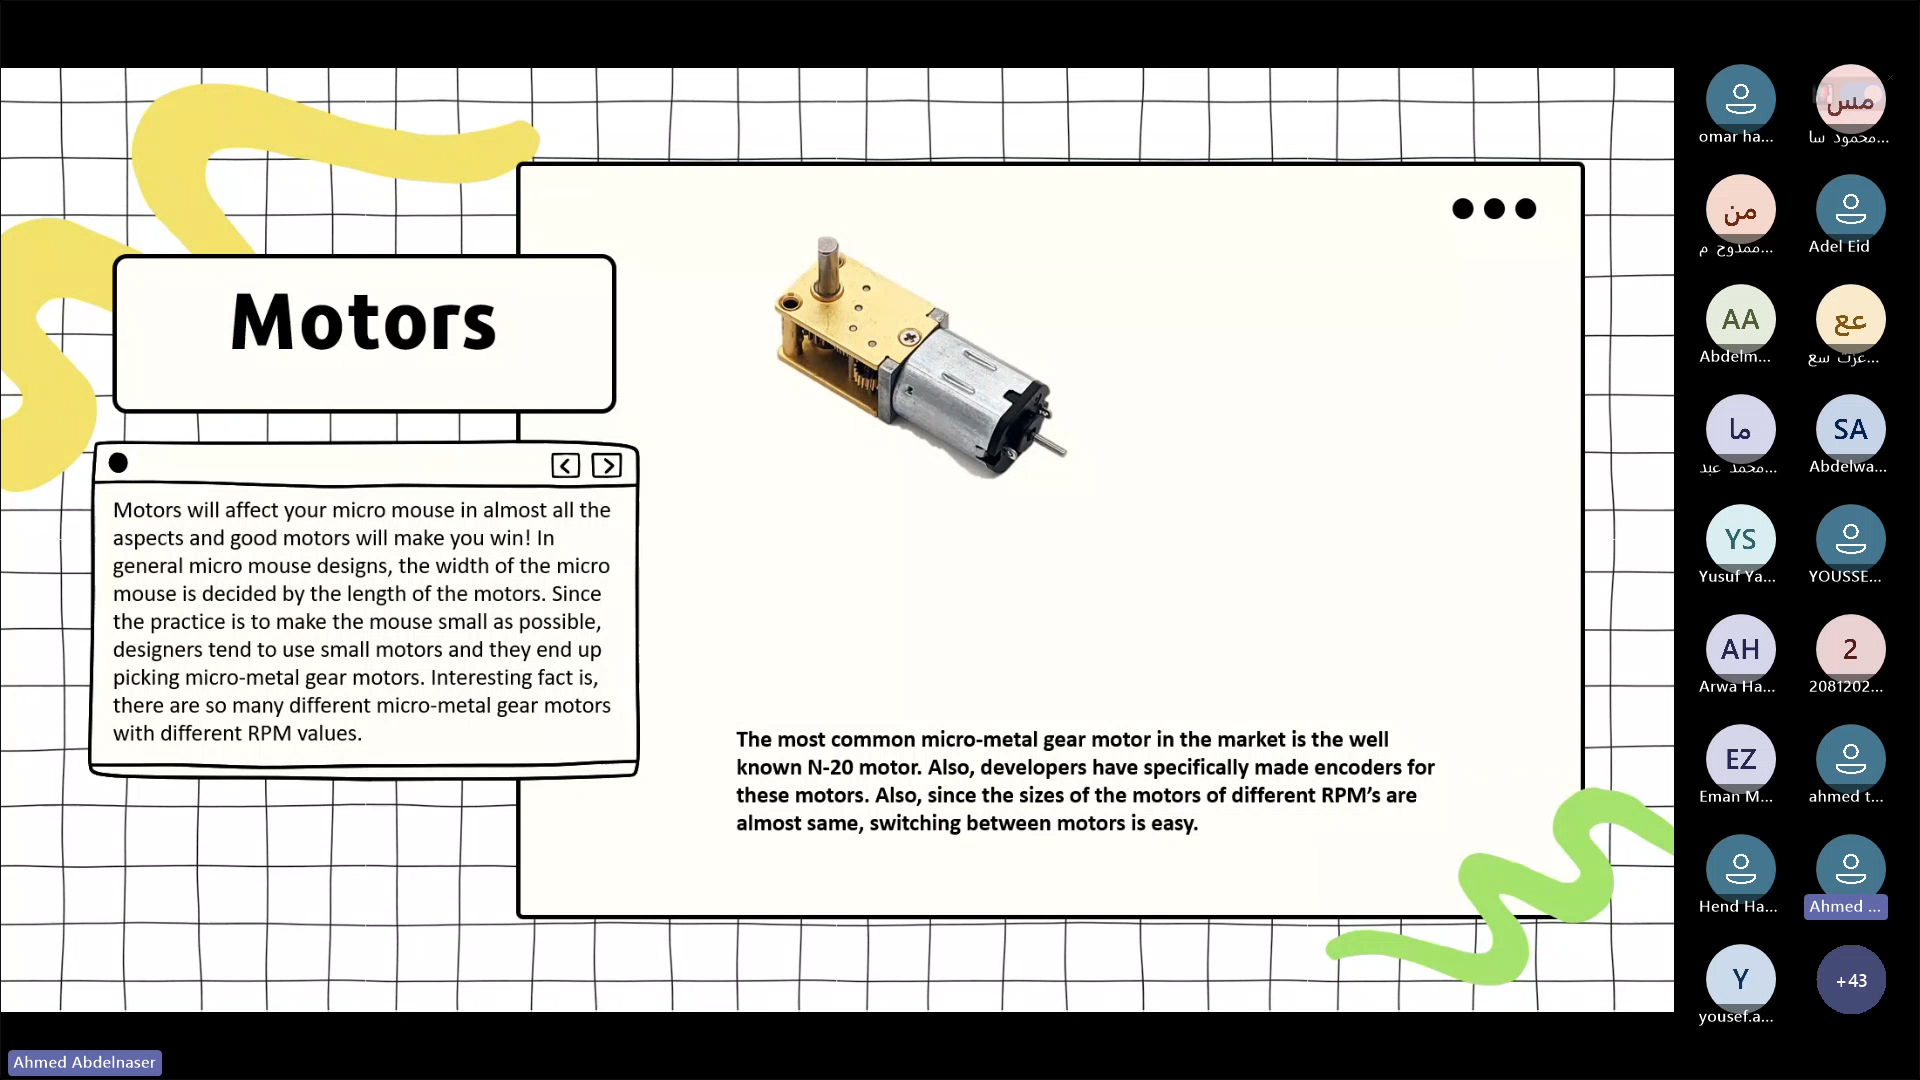 Motors
Motors will affect your micro mouse in almost all the
aspects and good motors will make you win! In
general micro mouse designs, the width of the micro
mouse is decided by the length of the motors. Since
the practice is to make the mouse small as possible,
designers tend to use small motors and they end up
picking micro-metal gear motors. Interesting fact is,
there are so many different micro-metal gear motors
with different RPM values.
The most common micro-metal gear motor in the market is the well
known N-20 motor. Also, developers have specifically made encoders for
these motors. Also, since the sizes of the motors of different RPM’s are
almost same, switching between motors is easy.
omar ha...
مس
محمود سا...
من
ممدوح م...
Adel Eid
AA
Abdelm...
عع
عزت سع...
ما
محمد عبد...
SA
Abdelwa...
YS
Yusuf Ya...
YOUSSE...
AH
Arwa Ha...
2
2081202...
EZ
Eman M...
ahmed t...
Hend Ha...
Ahmed ...
Y
yousef.a...
+43
Ahmed Abdelnaser